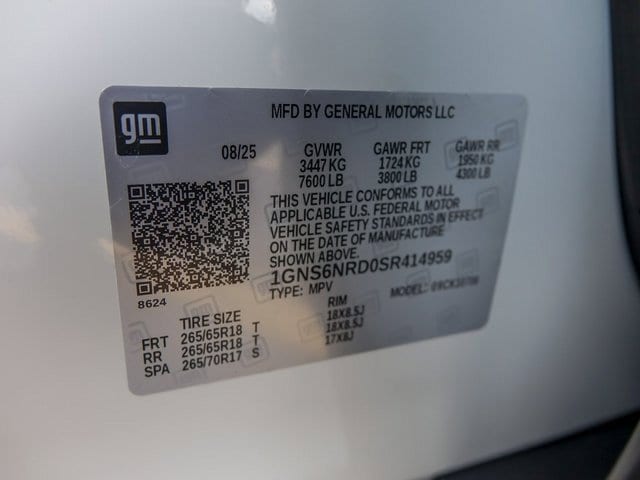 gm
MFD BY GENERAL MOTORS LLC
08/25 GVWR GAWR FRT GAWR RR
3447 KG 1724 KG 1950 KG
7600 LB 3800 LB 4300 LB
THIS VEHICLE CONFORMS TO ALL
APPLICABLE U.S. FEDERAL MOTOR
VEHICLE SAFETY STANDARDS IN EFFECT
ON THE DATE OF MANUFACTURE
SHOWN ABOVE.
1GNS6NRD0SR414959
TYPE: MPV MODEL:
8624
TIRE SIZE RIM
FRT 265/65R18 T 18X8.5J
RR 265/65R18 T 18X8.5J
SPA 265/70R17 S 17X8J